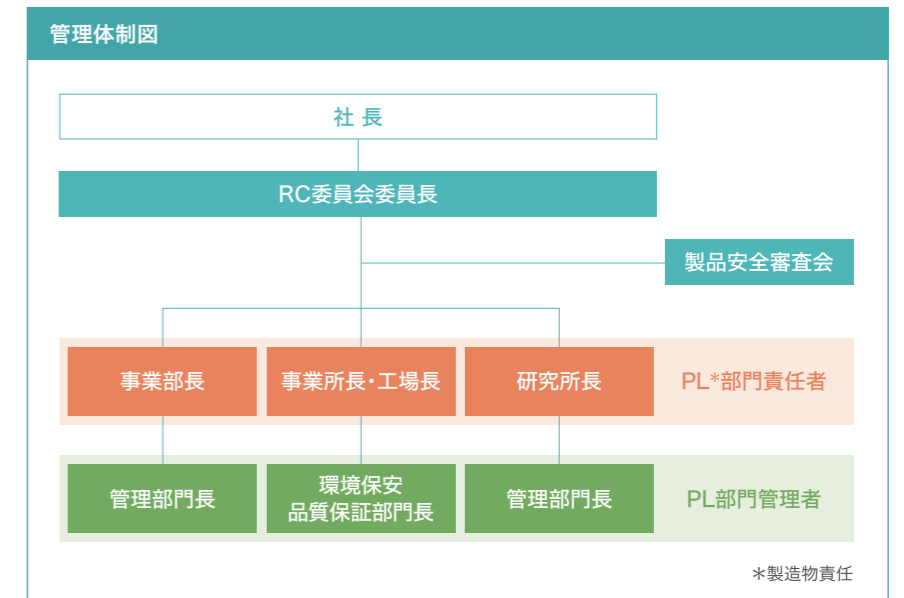 管理体制図
社 長
RC委員会委員長
製品安全審査会
事業部長
事業所長・工場長
研究所長
PL*部門責任者
管理部門長
環境保安
品質保証部門長
管理部門長
PL部門管理者
*製造物責任